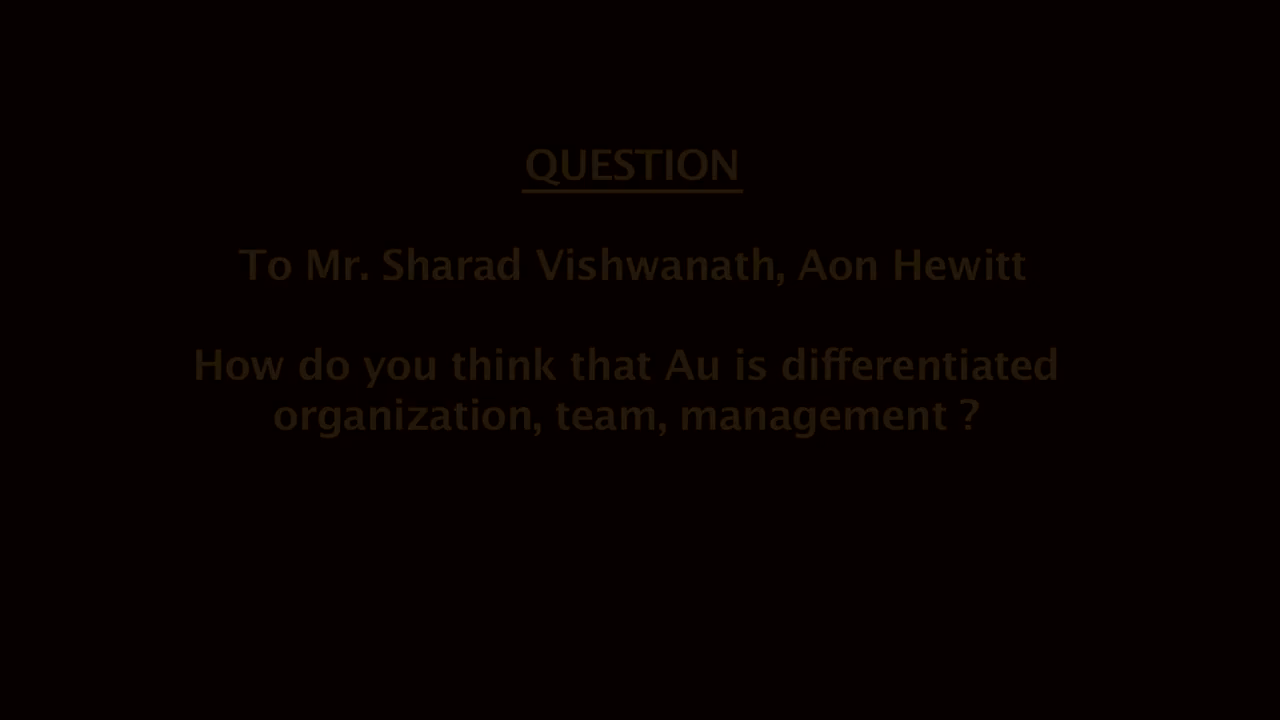 QUESTION
To Mr. Sharad Vishwanath, Aon Hewitt
How do you think that Au is differentiated
organization, team, management ?